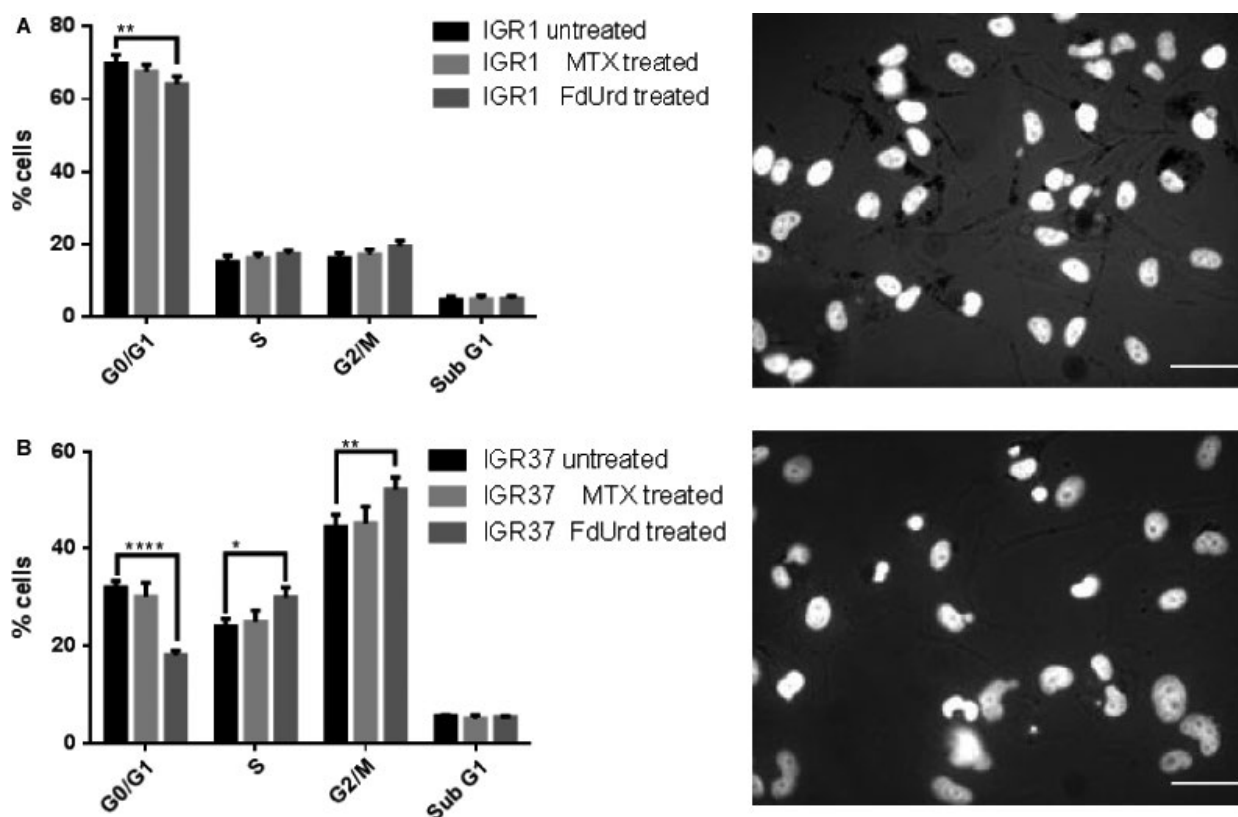 A
80
60
40
20
0
% cells
**
IGR1 untreated
IGR1 MTX treated
IGR1 FdUrd treated
G0/G1
S
G2/M
Sub G1
B
60
40
20
0
% cells
****
*
**
IGR37 untreated
IGR37 MTX treated
IGR37 FdUrd treated
G0/G1
S
G2/M
Sub G1